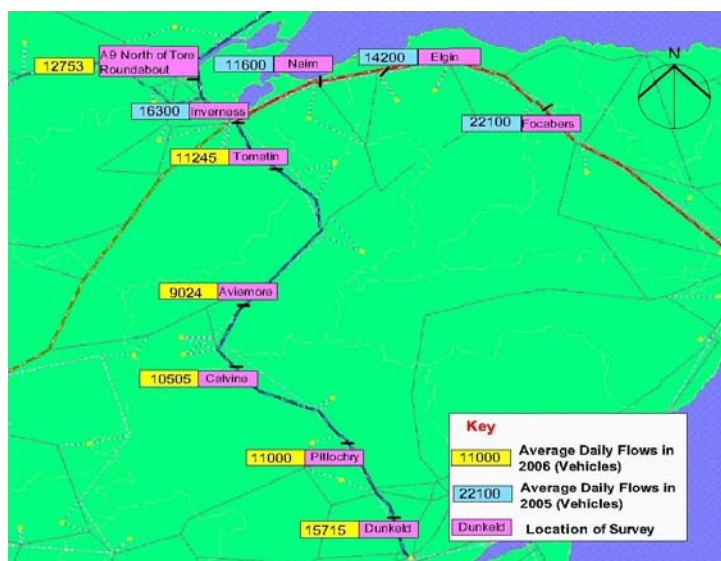 12753 A9 North of Tore
Roundabout
11600 Nairn
14200 Elgin
N
16300 Inverness
22100 Focabers
11245 Tomatin
9024 Aviemore
10505 Calvine
11000 Pitlochry
15715 Dunkeld
Key
11000 Average Daily Flows in
2006 (Vehicles)
22100 Average Daily Flows in
2005 (Vehicles)
Dunkeld Location of Survey